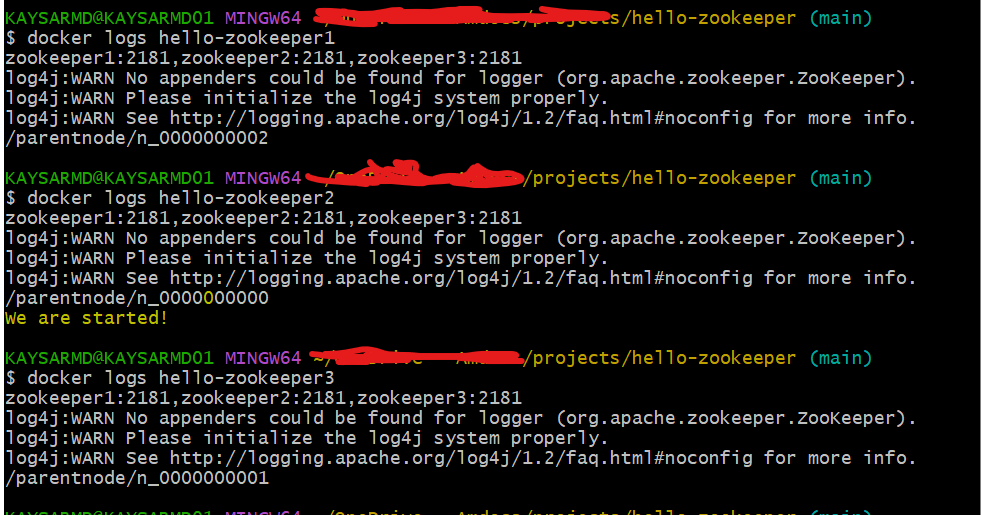 KAYSARMD@KAYSARMD01 MINGW64 /projects/hello-zookeeper (main)
$ docker logs hello-zookeeper1
zookeeper1:2181,zookeeper2:2181,zookeeper3:2181
log4j:WARN No appenders could be found for logger (org.apache.zookeeper.ZooKeeper).
log4j:WARN Please initialize the log4j system properly.
log4j:WARN See http://logging.apache.org/log4j/1.2/faq.html#noconfig for more info.
/parentnode/n_0000000002
KAYSARMD@KAYSARMD01 MINGW64 /projects/hello-zookeeper (main)
$ docker logs hello-zookeeper2
zookeeper1:2181,zookeeper2:2181,zookeeper3:2181
log4j:WARN No appenders could be found for logger (org.apache.zookeeper.ZooKeeper).
log4j:WARN Please initialize the log4j system properly.
log4j:WARN See http://logging.apache.org/log4j/1.2/faq.html#noconfig for more info.
/parentnode/n_0000000000
We are started!
KAYSARMD@KAYSARMD01 MINGW64 ~/ /projects/hello-zookeeper (main)
$ docker logs hello-zookeeper3
zookeeper1:2181,zookeeper2:2181,zookeeper3:2181
log4j:WARN No appenders could be found for logger (org.apache.zookeeper.ZooKeeper).
log4j:WARN Please initialize the log4j system properly.
log4j:WARN See http://logging.apache.org/log4j/1.2/faq.html#noconfig for more info.
/parentnode/n_0000000001